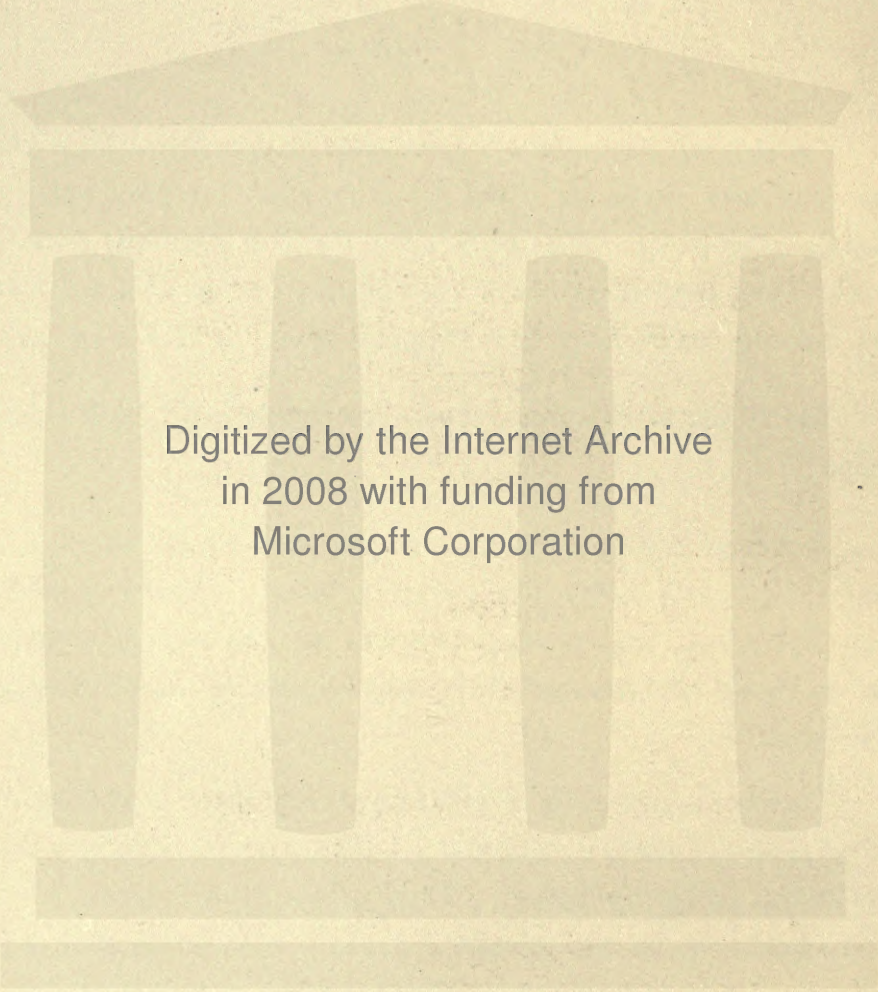 Digitized by the Internet Archive
in 2008 with funding from
Microsoft Corporation